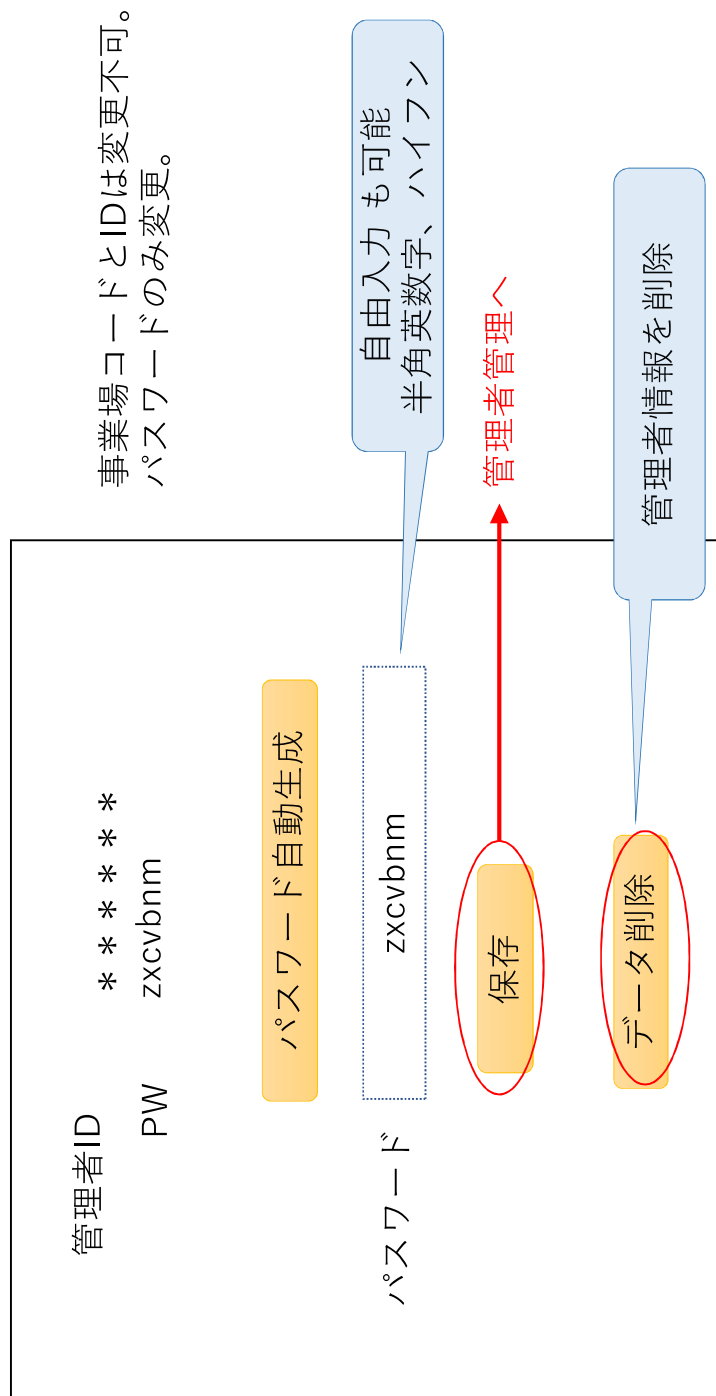 事業場コードとIDは変更不可。
パスワードのみ変更。
管理者ID
******
PW
zxcvbnm
パスワード自動生成
パスワード
zxcvbnm
自由入力 も可能
半角英数字、ハイフン
保存
管理者管理へ
データ削除
管理者情報を削除